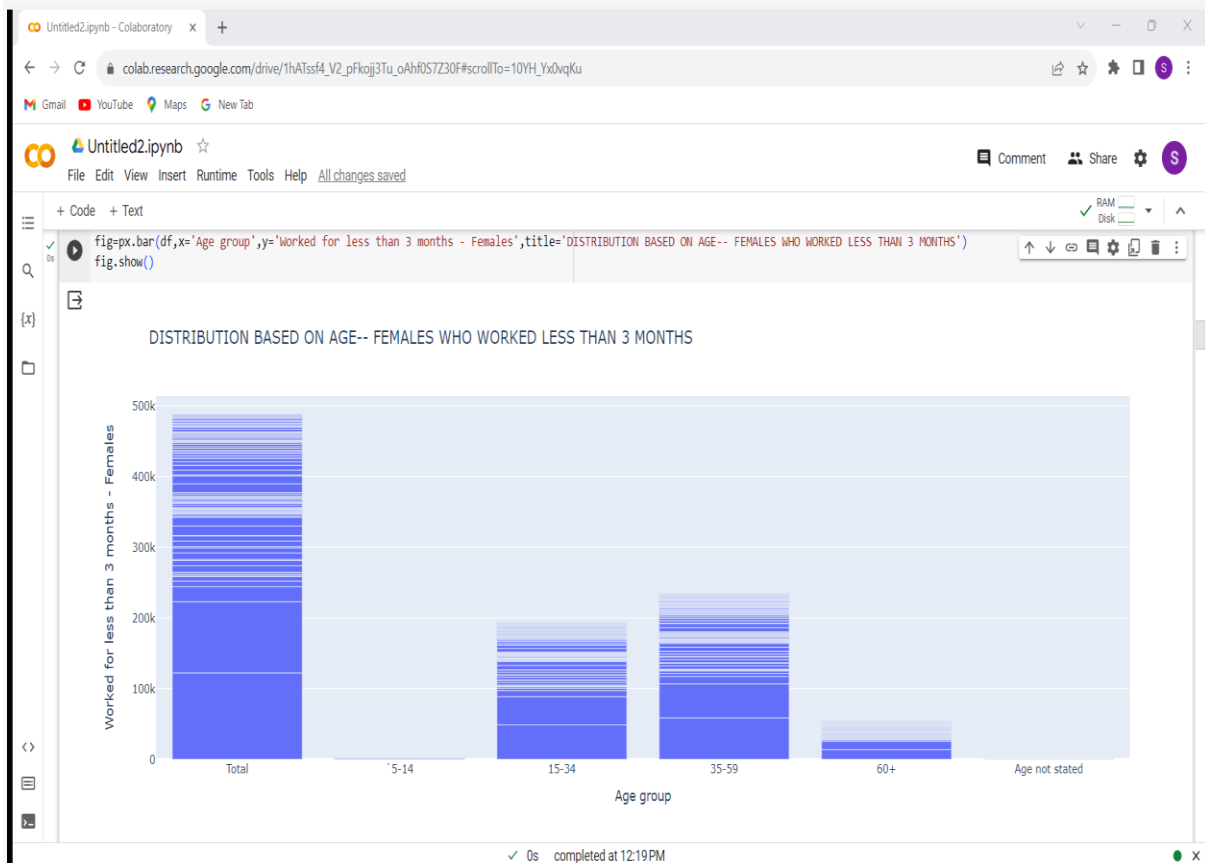 Untitled2.ipynb - Colaboratory
colab.research.google.com/drive/1hATssf4_V2_pFkojj3Tu_oAhf0S7Z30F#scrollTo=10YH_Yx0vqKu
S
Gmail YouTube Maps New Tab
CO Untitled2.ipynb
File Edit View Insert Runtime Tools Help All changes saved
Comment Share S
+ Code + Text
RAM
Disk
0s
fig=px.bar(df,x='Age group',y='Worked for less than 3 months - Females',title='DISTRIBUTION BASED ON AGE-- FEMALES WHO WORKED LESS THAN 3 MONTHS')
fig.show()
{x}
DISTRIBUTION BASED ON AGE-- FEMALES WHO WORKED LESS THAN 3 MONTHS
Worked for less than 3 months - Females
500k
400k
300k
200k
100k
0
Total `5-14 15-34 35-59 60+ Age not stated
Age group
0s completed at 12:19 PM